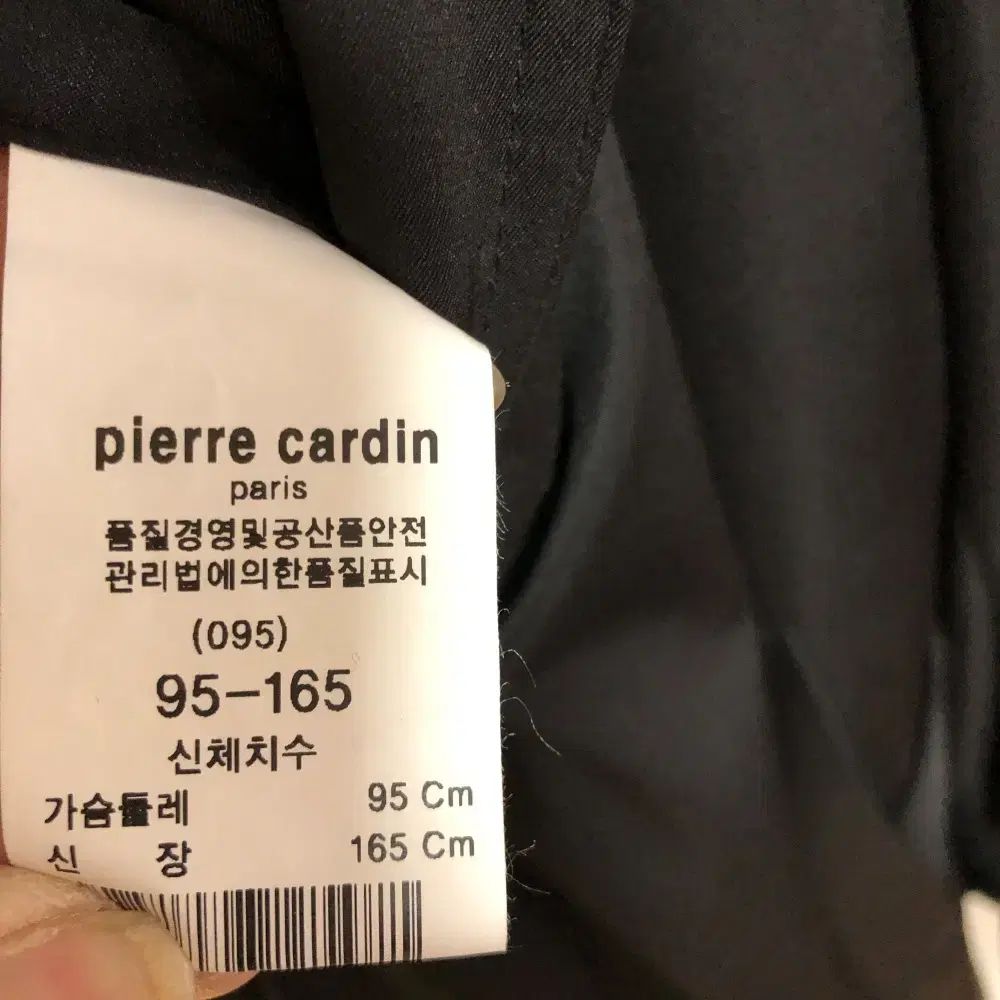 pierre cardin
paris
품질경영및공산품안전
관리법에의한품질표시
(095)
95-165
신체치수
가슴둘레 95 Cm
신 장 165 Cm